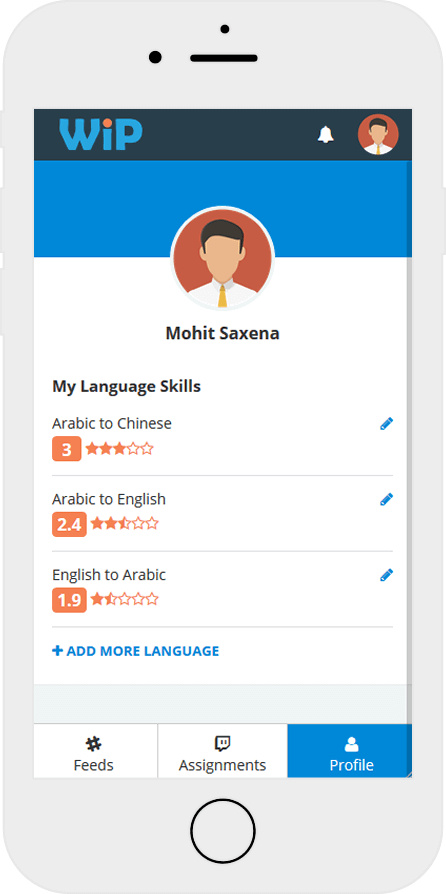 WiP
Mohit Saxena
My Language Skills
Arabic to Chinese
3
Arabic to English
2.4
English to Arabic
1.9
ADD MORE LANGUAGE
Feeds
Assignments
Profile